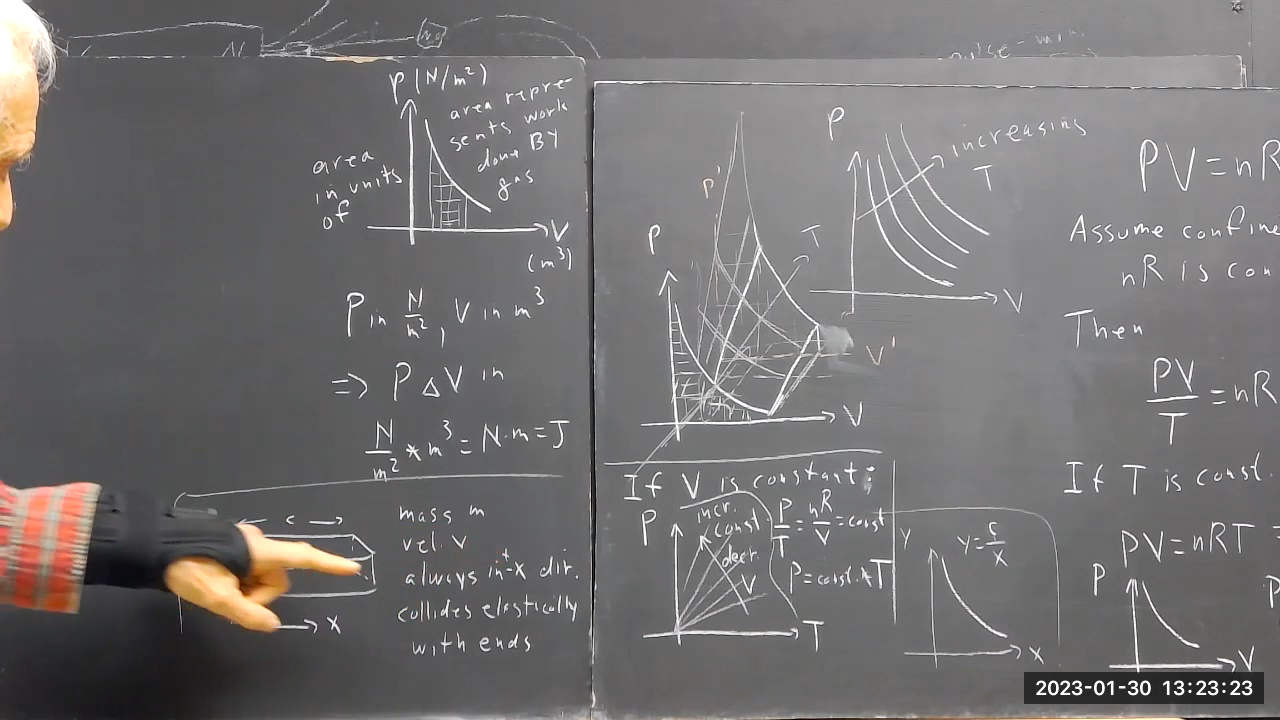 P (N/m²)
area repre-
sents work
done BY
gas
area
in units
of
V
(m³)
P in N/m², V in m³
=> P Δ V in
N/m² * m³ = N·m = J
c
mass m
vel. v
always in ± x dir.
collides elastically
with ends
x
P'
P
T
V'
V
P
increasing
T
V
If V is constant:
P
incr.
const.
decr.
V
T
P/T = nR/V = const
P = const. * T
Y
Y = c/x
x
PV = nR
Assume confine
nR is con
Then
PV/T = nR
If T is const.
PV = nRT =
P
V
P
2023-01-30 13:23:23